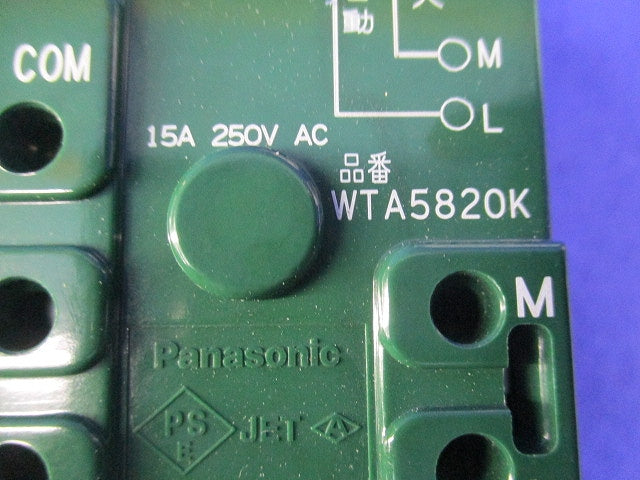 動
COM
M
L
15A 250V AC
品番
WTA5820K
M
Panasonic
PS
E
JET